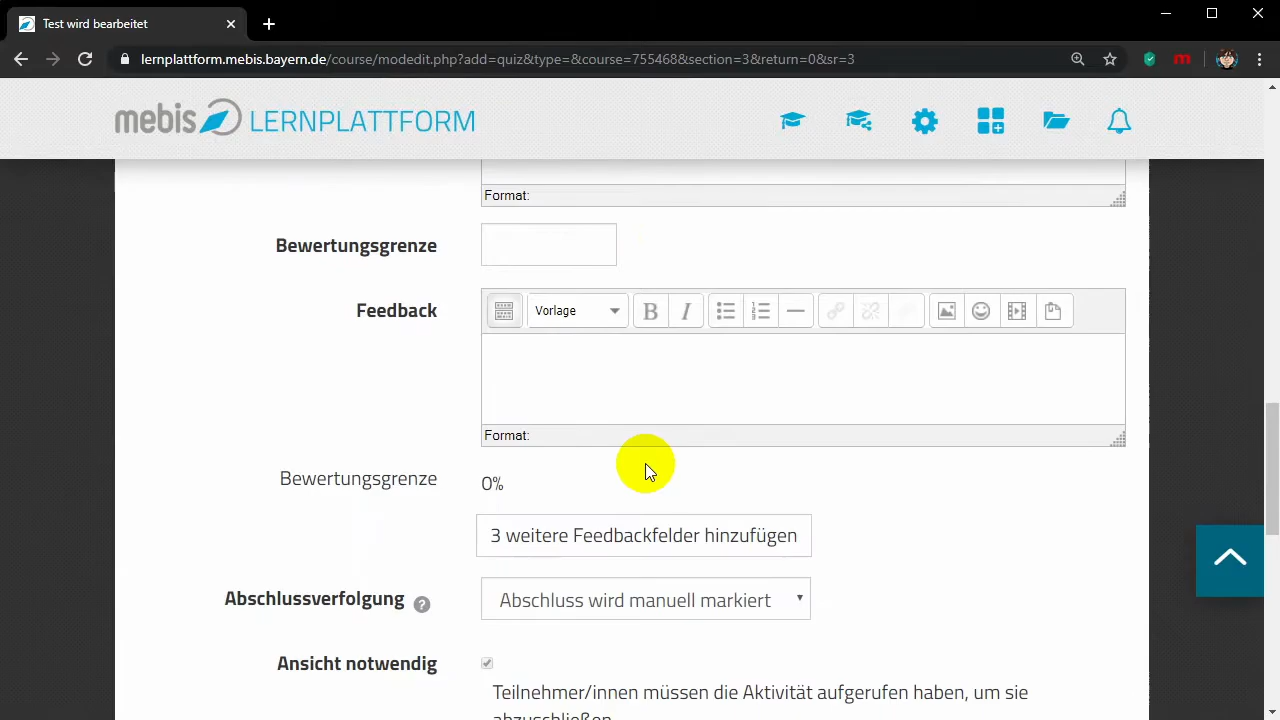 Test wird bearbeitet
lernplattform.mebis.bayern.de/course/modedit.php?add=quiz&type=&course=755468&section=3&return=0&sr=3
m
mebis LERNPLATTFORM
Format:
Bewertungsgrenze
Feedback
Vorlage
B I
Format:
Bewertungsgrenze
0%
3 weitere Feedbackfelder hinzufügen
Abschlussverfolgung ?
Abschluss wird manuell markiert
Ansicht notwendig
Teilnehmer/innen müssen die Aktivität aufgerufen haben, um sie
abzuschließen